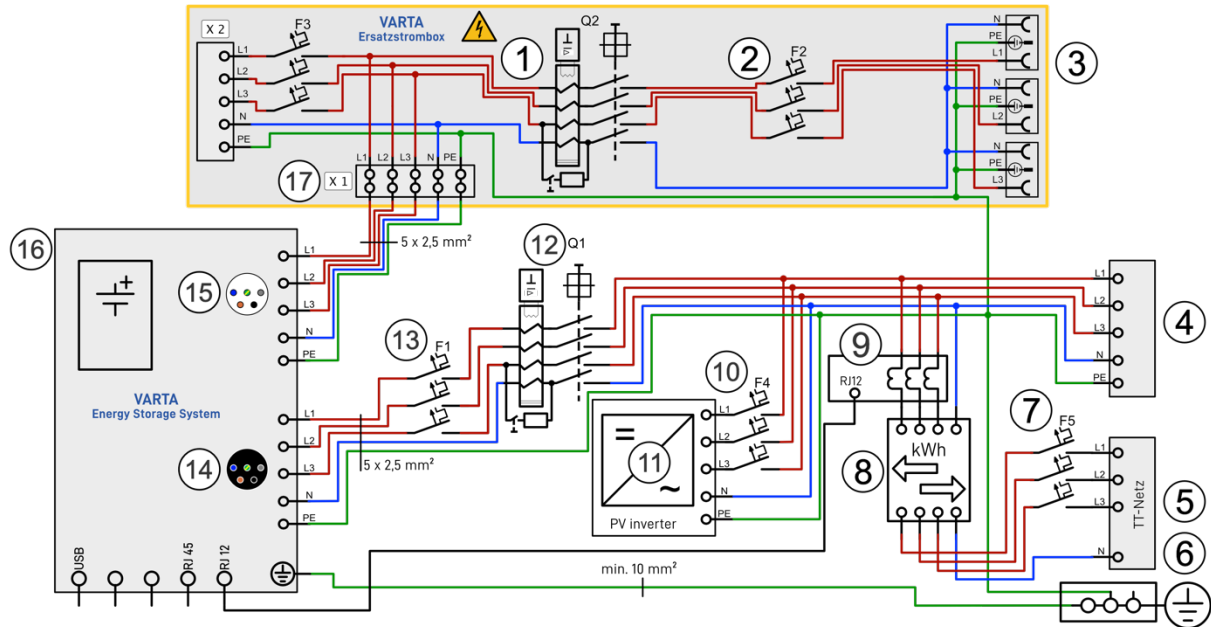 X 2
F3
VARTA
Ersatzstrombox
Q2
1
2
F2
3
L1
L2
L3
N
PE
N
PE
L1
N
PE
L2
N
PE
L3
17
X 1
L1
L2
L3
N
PE
16
5 x 2,5 mm²
12
Q1
15
L1
L2
L3
N
PE
VARTA
Energy Storage System
13
F1
14
L1
L2
L3
N
PE
5 x 2,5 mm²
L1
L2
L3
N
PE
4
9
RJ12
10
F4
L1
L2
L3
N
PE
11
PV inverter
8
kWh
7
F5
L1
L2
L3
N
TT-Netz
5
6
USB
RJ 45
RJ 12
min. 10 mm²